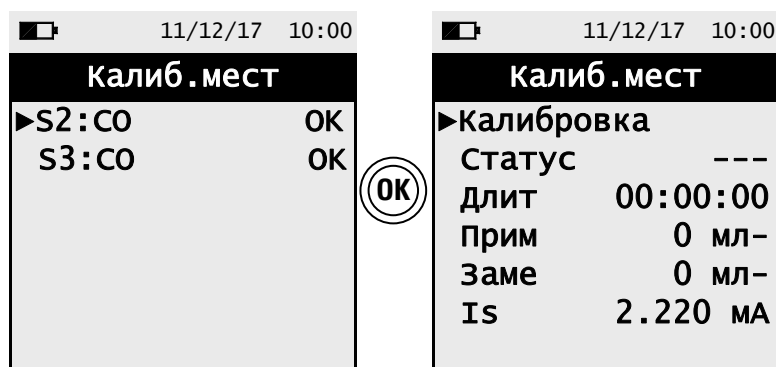 11/12/17 10:00
Калиб.мест
►S2:CO OK
S3:CO OK
OK
11/12/17 10:00
Калиб.мест
►Калибровка
Статус ---
Длит 00:00:00
Прим 0 мл-
Заме 0 мл-
Is 2.220 мА